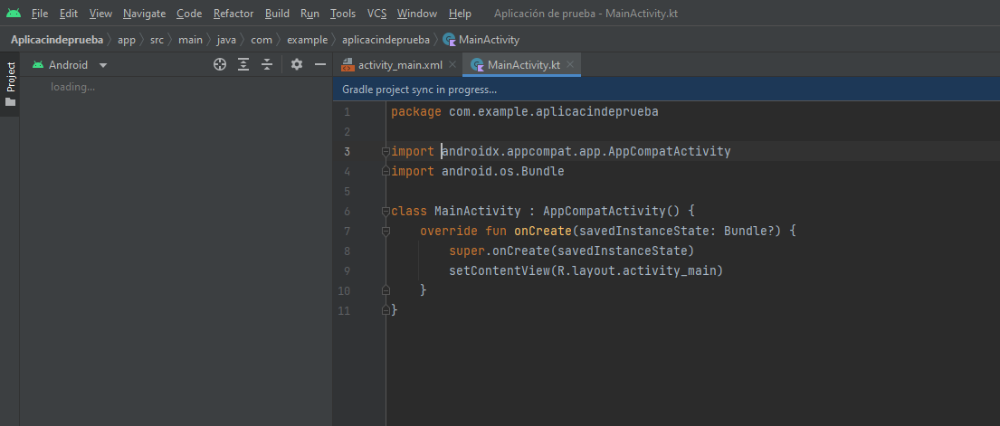 File Edit View Navigate Code Refactor Build Run Tools VCS Window Help Aplicación de prueba - MainActivity.kt
Aplicacindeprueba app src main java com example aplicacindeprueba MainActivity
Project
Android
loading...
activity_main.xml MainActivity.kt
Gradle project sync in progress...
1 package com.example.aplicacindeprueba
2
3 import androidx.appcompat.app.AppCompatActivity
4 import android.os.Bundle
5
6 class MainActivity : AppCompatActivity() {
7 override fun onCreate(savedInstanceState: Bundle?) {
8 super.onCreate(savedInstanceState)
9 setContentView(R.layout.activity_main)
10 }
11 }